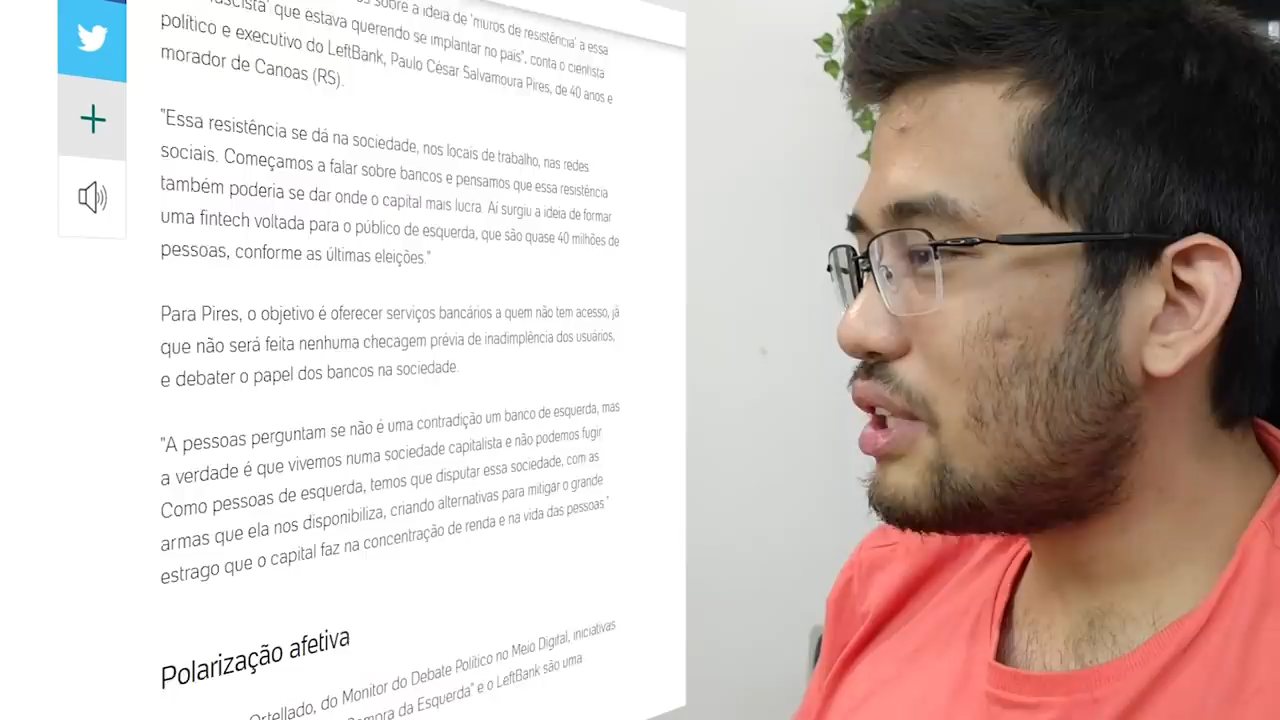 sobre a ideia de 'muros de resistência' a essa
que estava querendo se implantar no país", conta o cientista
político e executivo do LeftBank, Paulo César Salvamoura Pires, de 40 anos e
morador de Canoas (RS).
"Essa resistência se dá na sociedade, nos locais de trabalho, nas redes
sociais. Começamos a falar sobre bancos e pensamos que essa resistência
também poderia se dar onde o capital mais lucra. Aí surgiu a ideia de formar
uma fintech voltada para o público de esquerda, que são quase 40 milhões de
pessoas, conforme as últimas eleições."
Para Pires, o objetivo é oferecer serviços bancários a quem não tem acesso, já
que não será feita nenhuma checagem prévia de inadimplência dos usuários,
e debater o papel dos bancos na sociedade.
"A pessoas perguntam se não é uma contradição um banco de esquerda, mas
a verdade é que vivemos numa sociedade capitalista e não podemos fugir
Como pessoas de esquerda, temos que disputar essa sociedade, com as
armas que ela nos disponibiliza, criando alternativas para mitigar o grande
estrago que o capital faz na concentração de renda e na vida das pessoas."
Polarização afetiva
Ortellado, do Monitor do Debate Político no Meio Digital, iniciativas
da Esquerda" e o LeftBank são uma